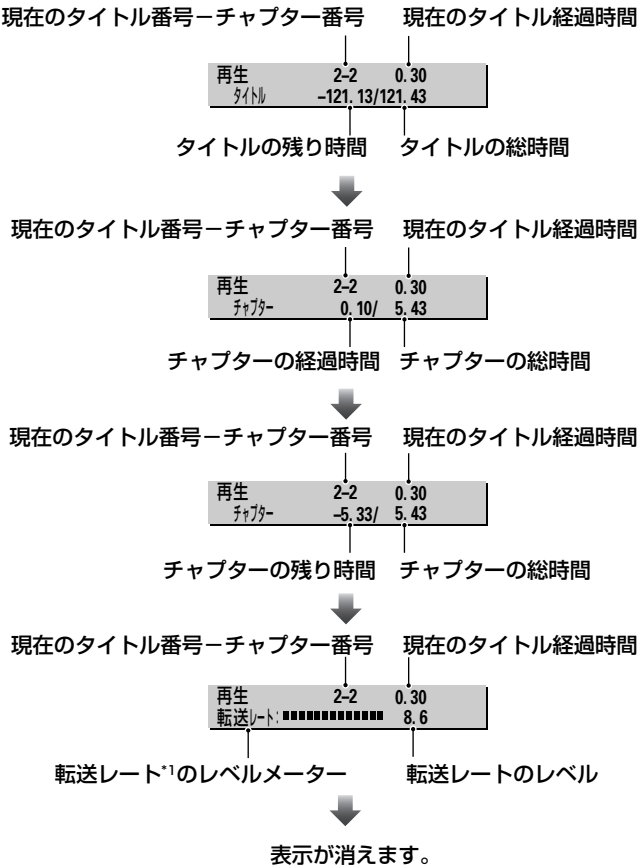 現在のタイトル番号－チャプター番号 現在のタイトル経過時間
再生 2–2 0. 30
ﾀｲﾄﾙ –121. 13/121. 43
タイトルの残り時間 タイトルの総時間
現在のタイトル番号－チャプター番号 現在のタイトル経過時間
再生 2–2 0. 30
ﾁｬﾌﾟﾀｰ 0. 10/ 5. 43
チャプターの経過時間 チャプターの総時間
現在のタイトル番号－チャプター番号 現在のタイトル経過時間
再生 2–2 0. 30
ﾁｬﾌﾟﾀｰ –5. 33/ 5. 43
チャプターの残り時間 チャプターの総時間
現在のタイトル番号－チャプター番号 現在のタイトル経過時間
再生 2–2 0. 30
転送ﾚｰﾄ: 8. 6
転送レート*1のレベルメーター 転送レートのレベル
表示が消えます。